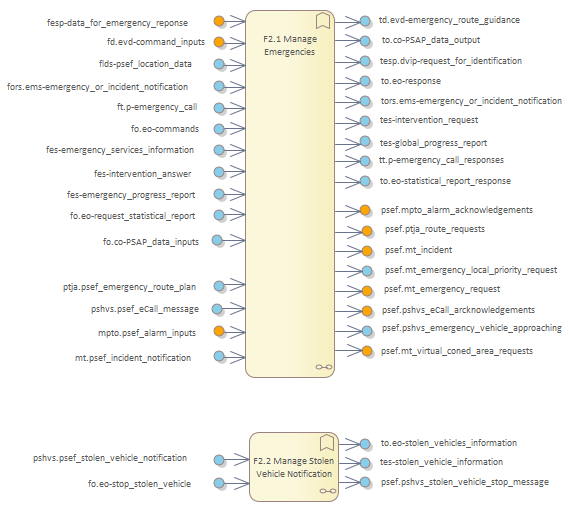 fesp-data_for_emergency_reponse
fd.evd-command_inputs
flds-psef_location_data
fors.ems-emergency_or_incident_notification
ft.p-emergency_call
fo.eo-commands
fes-emergency_services_information
fes-intervention_answer
fes-emergency_progress_report
fo.eo-request_statistical_report
fo.co-PSAP_data_inputs
ptja.psef_emergency_route_plan
pshvs.psef_eCall_message
mpto.psef_alarm_inputs
mt.psef_incident_notification
F2.1 Manage
Emergencies
td.evd-emergency_route_guidance
to.co-PSAP_data_output
tesp.dvip-request_for_identification
to.eo-response
tors.ems-emergency_or_incident_notification
tes-intervention_request
tes-global_progress_report
tt.p-emergency_call_responses
to.eo-statistical_report_response
psef.mpto_alarm_acknowledgements
psef.ptja_route_requests
psef.mt_incident
psef.mt_emergency_local_priority_request
psef.mt_emergency_request
psef.pshvs_eCall_arcknowledgements
psef.pshvs_emergency_vehicle_approaching
psef.mt_virtual_coned_area_requests
pshvs.psef_stolen_vehicle_notification
fo.eo-stop_stolen_vehicle
F2.2 Manage Stolen
Vehicle Notification
to.eo-stolen_vehicles_information
tes-stolen_vehicle_information
psef.pshvs_stolen_vehicle_stop_message